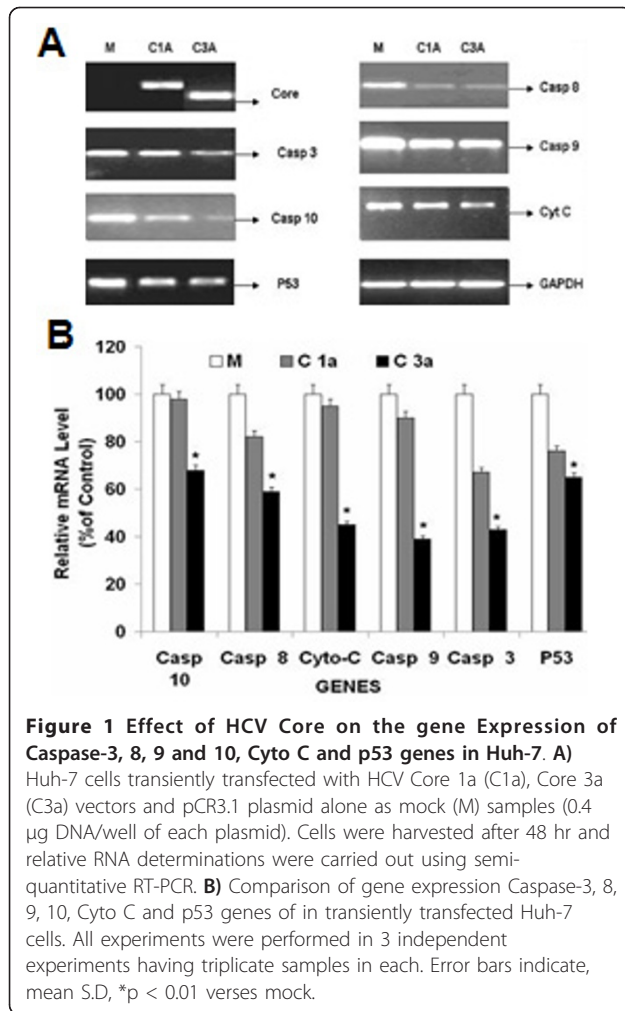 A
M C1A C3A
Core
Casp 3
Casp 10
P53
M C1A C3A
Casp 8
Casp 9
Cyt C
GAPDH
B
120
100
80
60
40
20
0
Relative mRNA Level
(%of Control)
M C 1a C 3a
* * * * * *
Casp 10 Casp 8 Cyto-C Casp 9 Casp 3 P53
GENES
Figure 1 Effect of HCV Core on the gene Expression of
Caspase-3, 8, 9 and 10, Cyto C and p53 genes in Huh-7. A)
Huh-7 cells transiently transfected with HCV Core 1a (C1a), Core 3a
(C3a) vectors and pCR3.1 plasmid alone as mock (M) samples (0.4
μg DNA/well of each plasmid). Cells were harvested after 48 hr and
relative RNA determinations were carried out using semi-
quantitative RT-PCR. B) Comparison of gene expression Caspase-3, 8,
9, 10, Cyto C and p53 genes of in transiently transfected Huh-7
cells. All experiments were performed in 3 independent
experiments having triplicate samples in each. Error bars indicate,
mean S.D, *p < 0.01 verses mock.